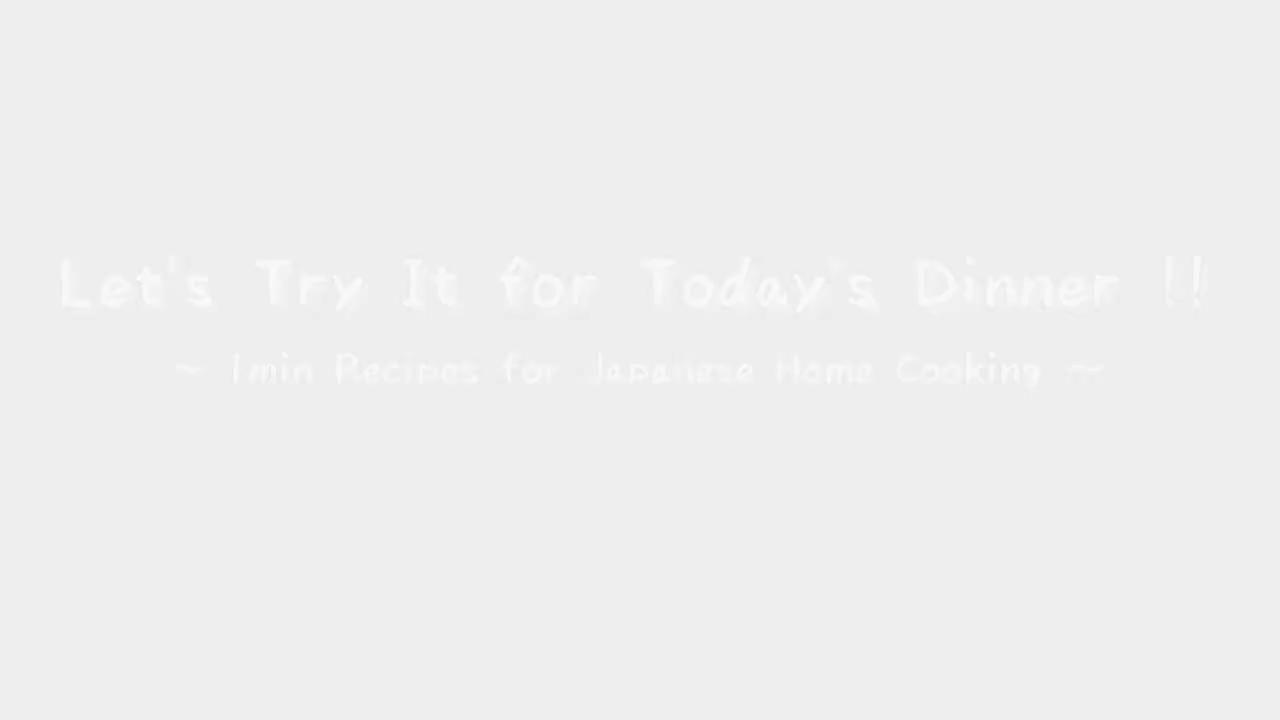 Let's Try It for Today's Dinner !!
~ 1min Recipes for Japanese Home Cooking ~